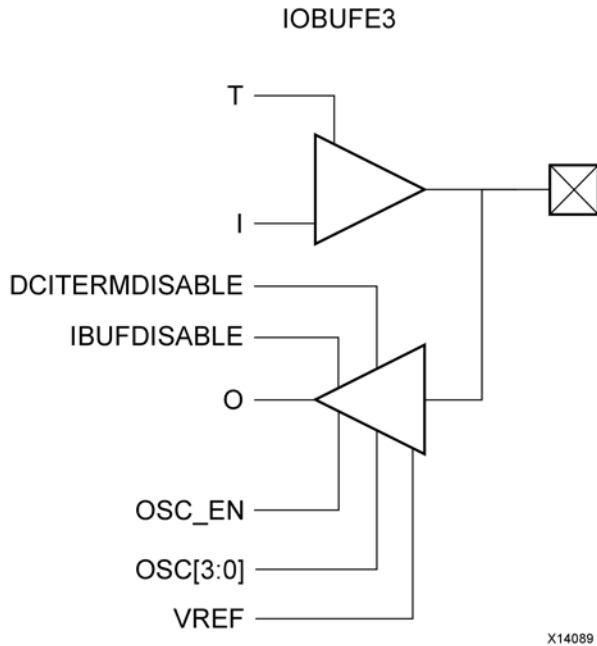 IOBUFE3
T
I
DCITERMDISABLE
IBUFDISABLE
O
OSC_EN
OSC[3:0]
VREF
X14089